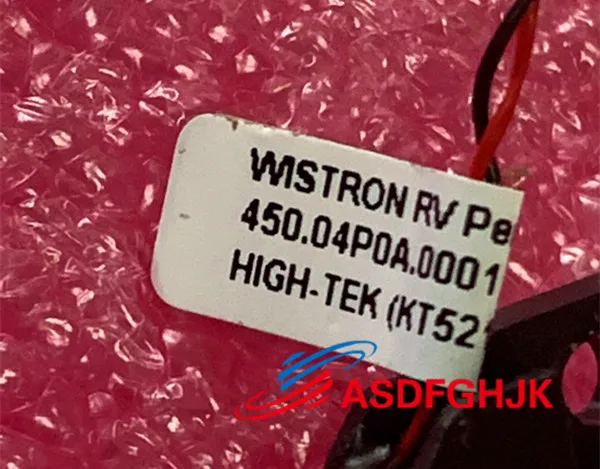 WISTRON RV Pe
450.04P0A.0001
HIGH-TEK (KT52
ASDFGHJK